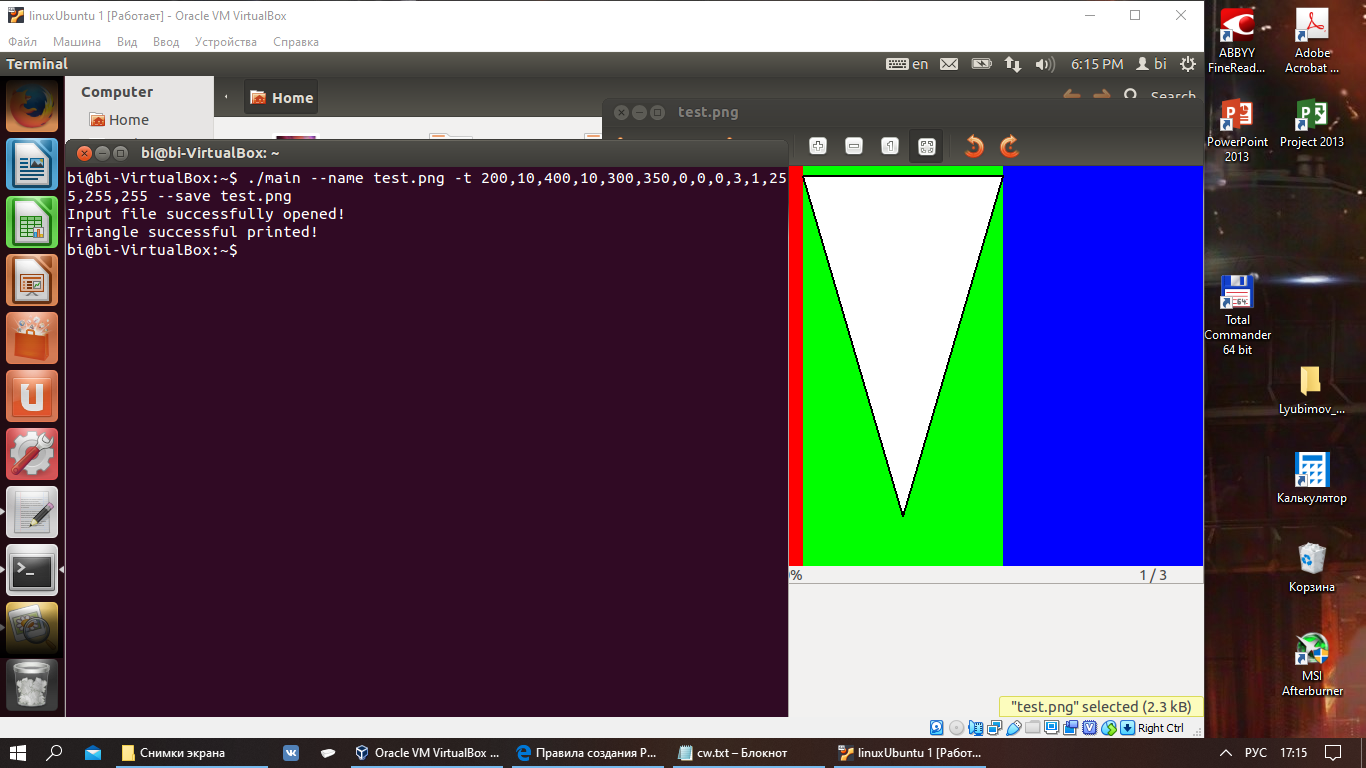 linuxUbuntu 1 [Работает] - Oracle VM VirtualBox
Файл Машина Вид Ввод Устройства Справка
Terminal
en
6:15 PM
bi
Computer
Home
Home
Search
test.png
bi@bi-VirtualBox: ~
bi@bi-VirtualBox:~$ ./main --name test.png -t 200,10,400,10,300,350,0,0,0,3,1,25
5,255,255 --save test.png
Input file successfully opened!
Triangle successful printed!
bi@bi-VirtualBox:~$
%
1 / 3
"test.png" selected (2.3 kB)
Right Ctrl
ABBYY
FineRead...
Adobe
Acrobat ...
PowerPoint
2013
Project 2013
Total
Commander
64 bit
Lyubimov_...
Калькулятор
Корзина
MSI
Afterburner
Снимки экрана
Oracle VM VirtualBox ...
Правила создания P...
cw.txt – Блокнот
linuxUbuntu 1 [Работ...
РУС
17:15